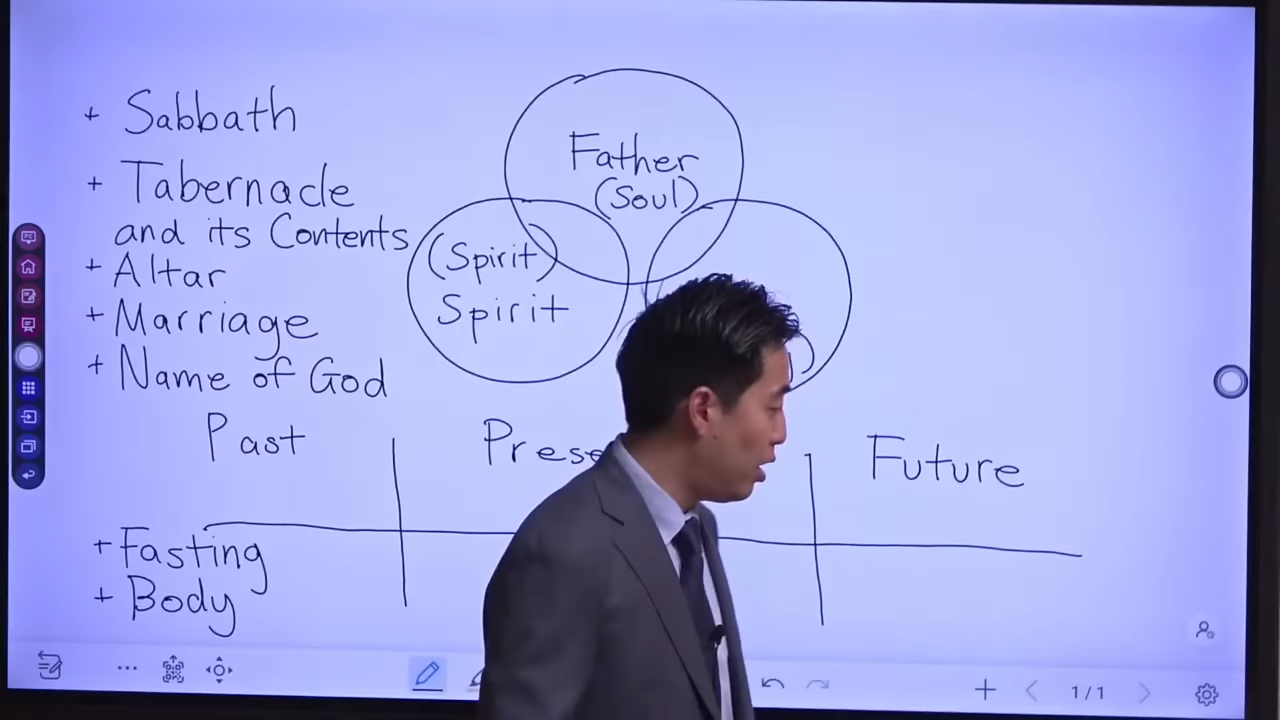 + Sabbath
+ Tabernacle
and its Contents
+ Altar
+ Marriage
+ Name of God
Father
(Soul)
(Spirit)
Spirit
Past
Future
+ Fasting
+ Body
1/1